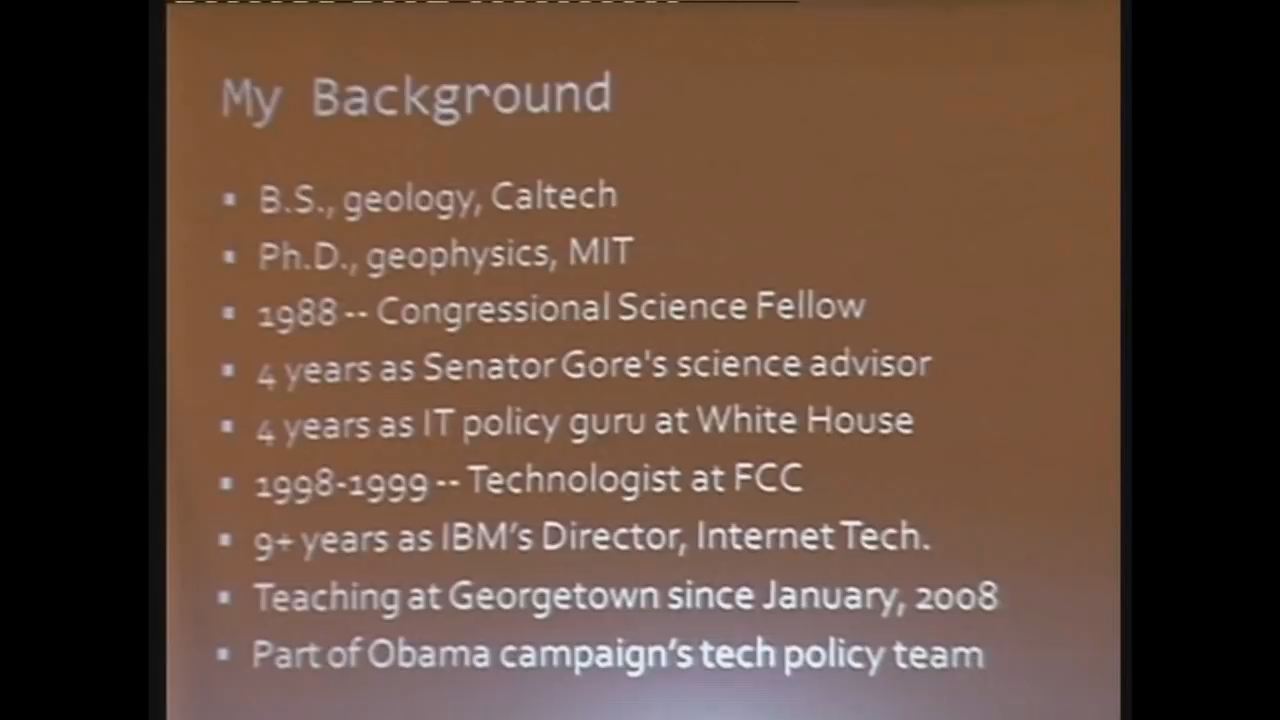 My Background
▪ B.S., geology, Caltech
▪ Ph.D., geophysics, MIT
▪ 1988 -- Congressional Science Fellow
▪ 4 years as Senator Gore's science advisor
▪ 4 years as IT policy guru at White House
▪ 1998-1999 -- Technologist at FCC
▪ 9+ years as IBM’s Director, Internet Tech.
▪ Teaching at Georgetown since January, 2008
▪ Part of Obama campaign’s tech policy team